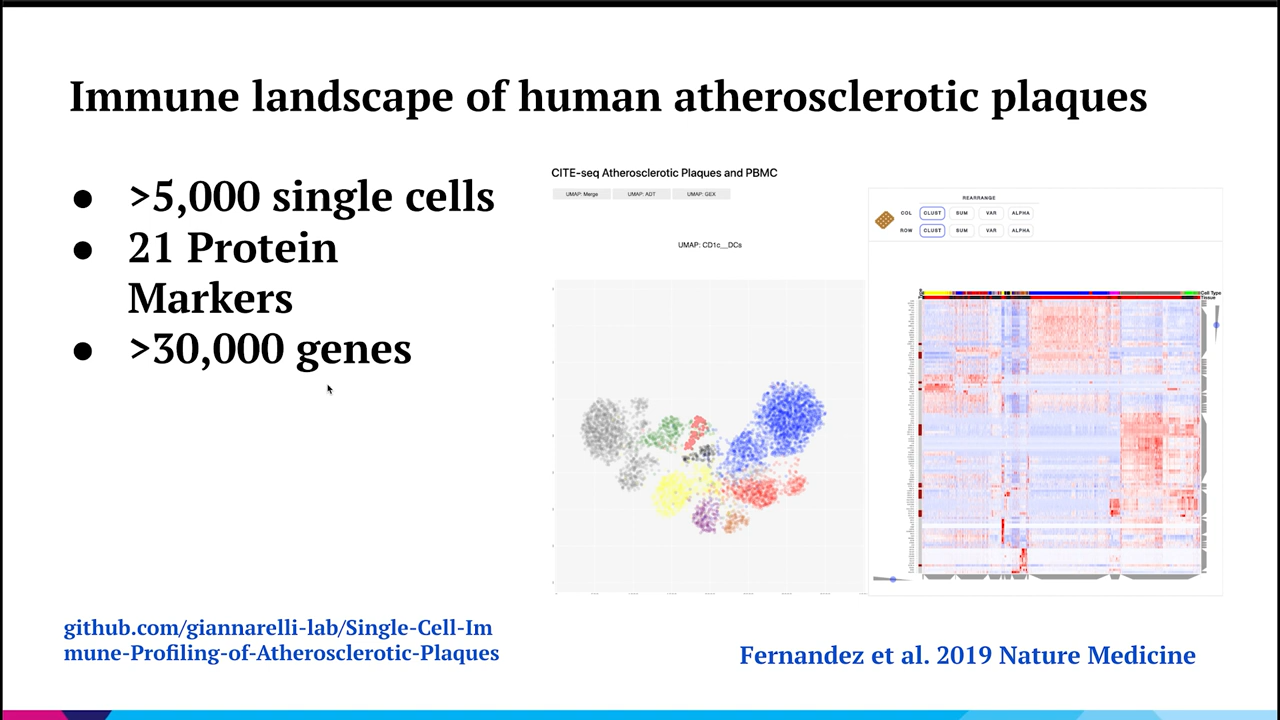 Immune landscape of human atherosclerotic plaques
● >5,000 single cells
● 21 Protein
Markers
● >30,000 genes
CITE-seq Atherosclerotic Plaques and PBMC
UMAP: Merge UMAP: ADT UMAP: GEX
UMAP: CD1c__DCs
REARRANGE
COL CLUST SUM VAR ALPHA
ROW CLUST SUM VAR ALPHA
Cell Type
Tissue
github.com/giannarelli-lab/Single-Cell-Im
mune-Profiling-of-Atherosclerotic-Plaques
Fernandez et al. 2019 Nature Medicine